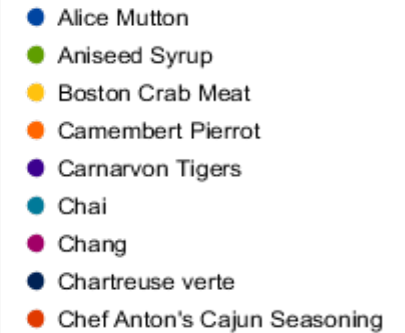 Alice Mutton
Aniseed Syrup
Boston Crab Meat
Camembert Pierrot
Carnarvon Tigers
Chai
Chang
Chartreuse verte
Chef Anton's Cajun Seasoning